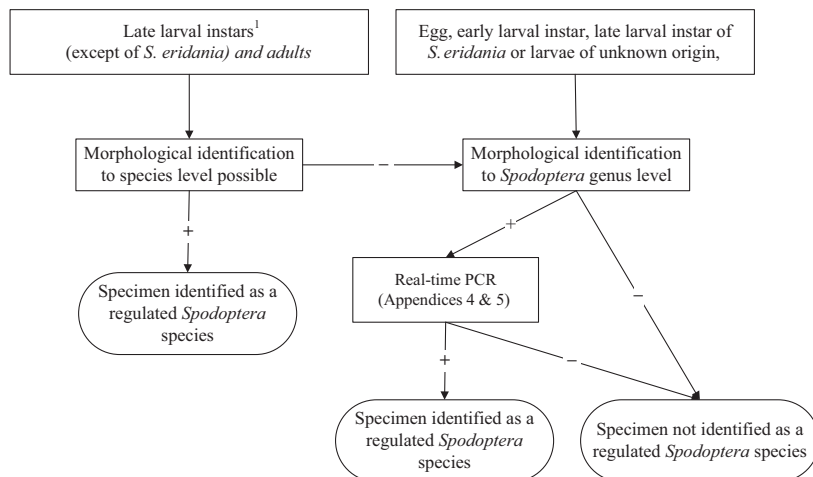 Late larval instars1
(except of S. eridania) and adults
Egg, early larval instar, late larval instar of
S. eridania or larvae of unknown origin,
Morphological identification
to species level possible
–
Morphological identification
to Spodoptera genus level
+
+
Real-time PCR
(Appendices 4 & 5)
–
Specimen identified as a
regulated Spodoptera
species
+
–
Specimen identified as a
regulated Spodoptera
species
Specimen not identified as a
regulated Spodoptera species